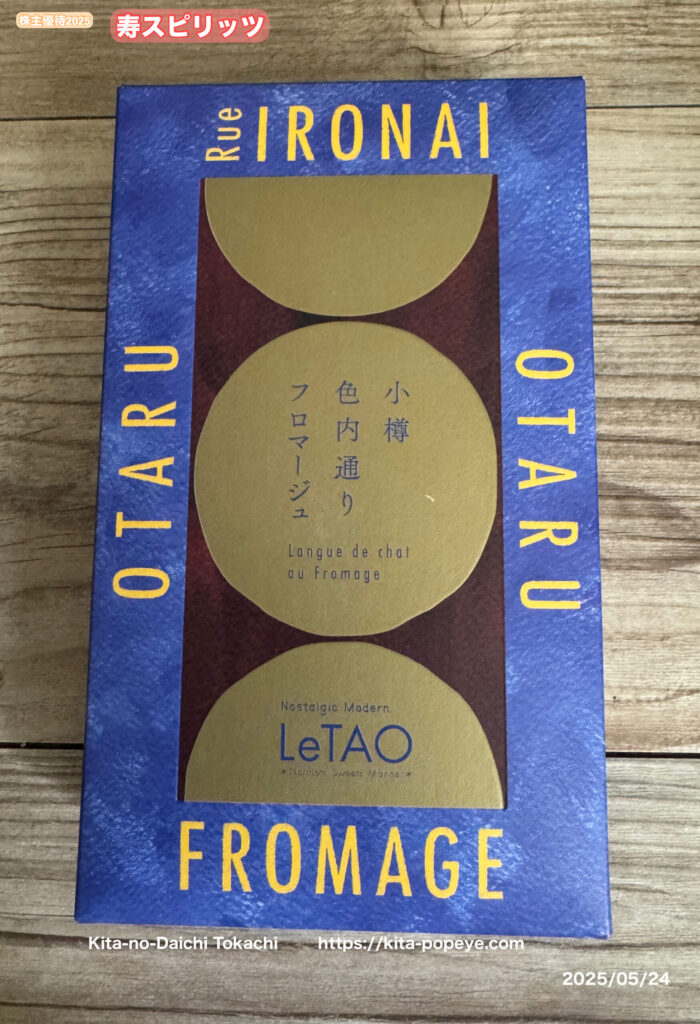 株主優待2025
寿スピリッツ
Rue IRONAI
OTARU
OTARU
小樽
色内通り
フロマージュ
Langue de chat
au Fromage
Nostalgic Modern.
LeTAO
*Northern Sweets Manner*
FROMAGE
Kita-no-Daichi Tokachi https://kita-popeye.com
2025/05/24